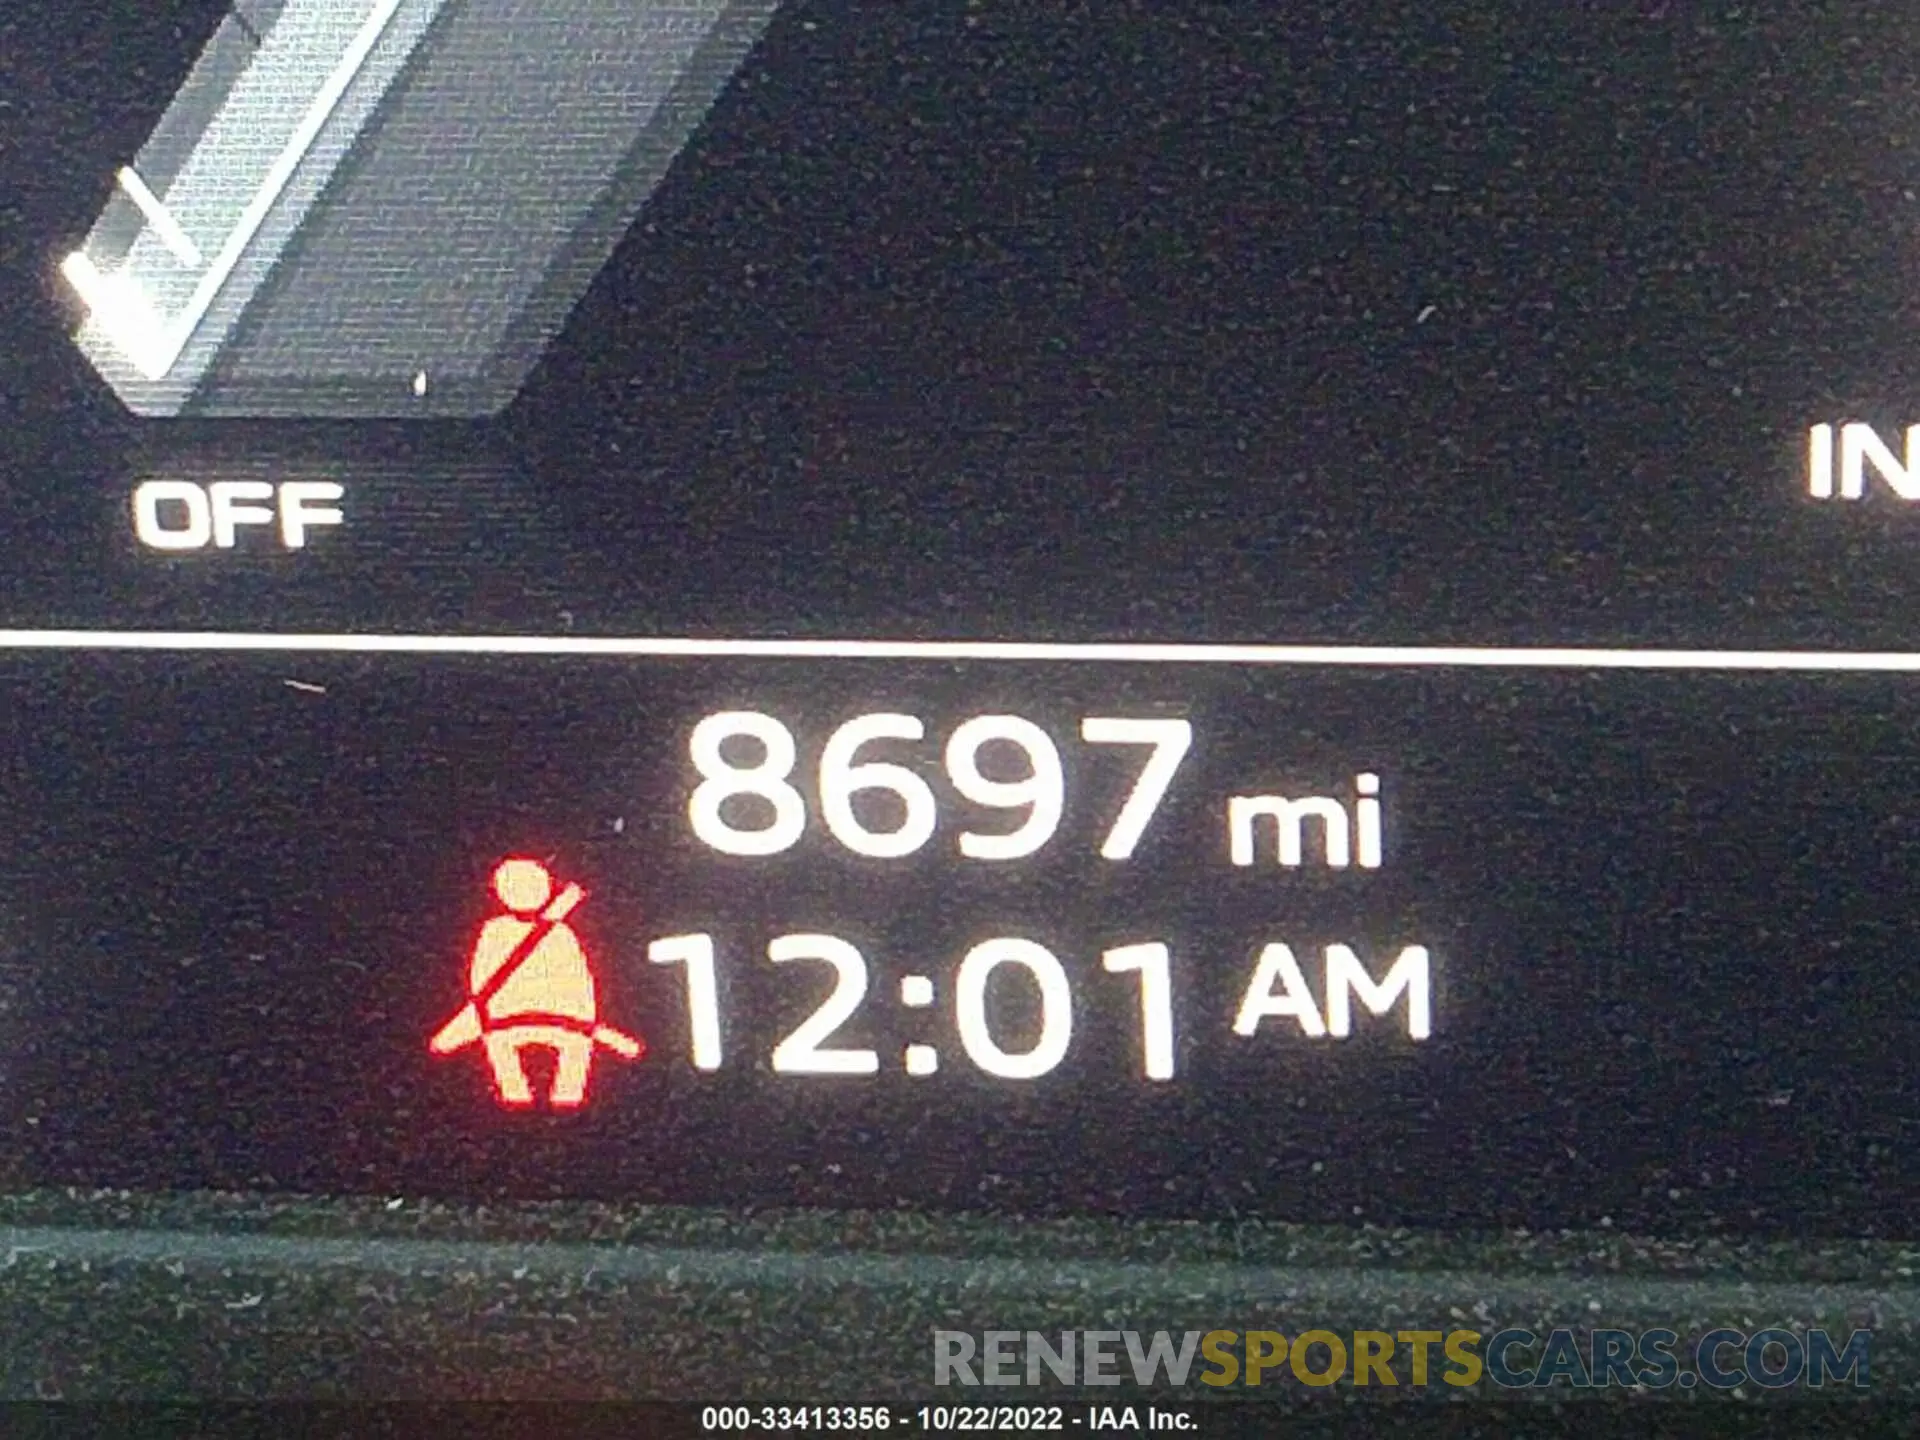 IN
OFF
8697 mi
12:01 AM
RENEWSPORTSCARS.COM
000-33413356 - 10/22/2022 - IAA Inc.